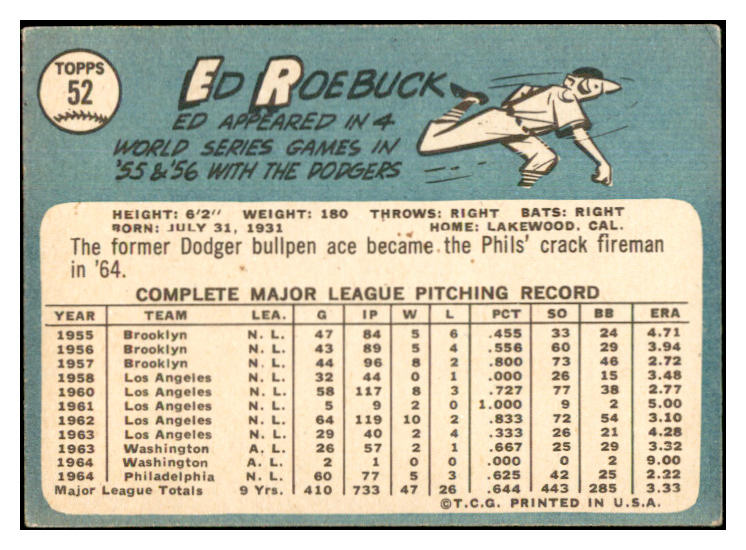 TOPPS
52
ED ROEBUCK
ED APPEARED IN 4
WORLD SERIES GAMES IN
'55 & '56 WITH THE DODGERS
HEIGHT: 6'2" WEIGHT: 180 THROWS: RIGHT BATS: RIGHT
BORN: JULY 31, 1931 HOME: LAKEWOOD, CAL.
The former Dodger bullpen ace became the Phils' crack fireman
in '64.
COMPLETE MAJOR LEAGUE PITCHING RECORD
YEAR TEAM LEA. G IP W L PCT SO BB ERA
1955 Brooklyn N. L. 47 84 5 6 .455 33 24 4.71
1956 Brooklyn N. L. 43 89 5 4 .556 60 29 3.94
1957 Brooklyn N. L. 44 96 8 2 .800 73 46 2.72
1958 Los Angeles N. L. 32 44 0 1 .000 26 15 3.48
1960 Los Angeles N. L. 58 117 8 3 .727 77 38 2.77
1961 Los Angeles N. L. 5 9 2 0 1.000 9 2 5.00
1962 Los Angeles N. L. 64 119 10 2 .833 72 54 3.10
1963 Los Angeles N. L. 29 40 2 4 .333 26 21 4.28
1963 Washington A. L. 26 57 2 1 .667 25 29 3.32
1964 Washington A. L. 2 1 0 0 .000 0 2 9.00
1964 Philadelphia N. L. 60 77 5 3 .625 42 25 2.22
Major League Totals 9 Yrs. 410 733 47 26 .644 443 285 3.33
©T.C.G. PRINTED IN U.S.A.